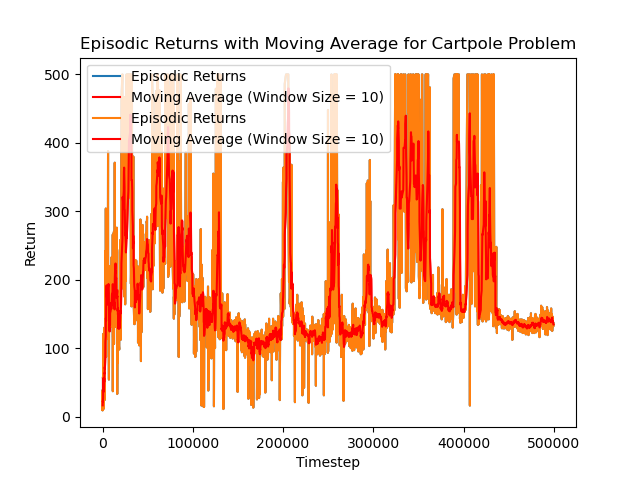 Episodic Returns with Moving Average for Cartpole Problem
500
400
300
200
100
0
Return
Episodic Returns
Moving Average (Window Size = 10)
Episodic Returns
Moving Average (Window Size = 10)
0 100000 200000 300000 400000 500000
Timestep